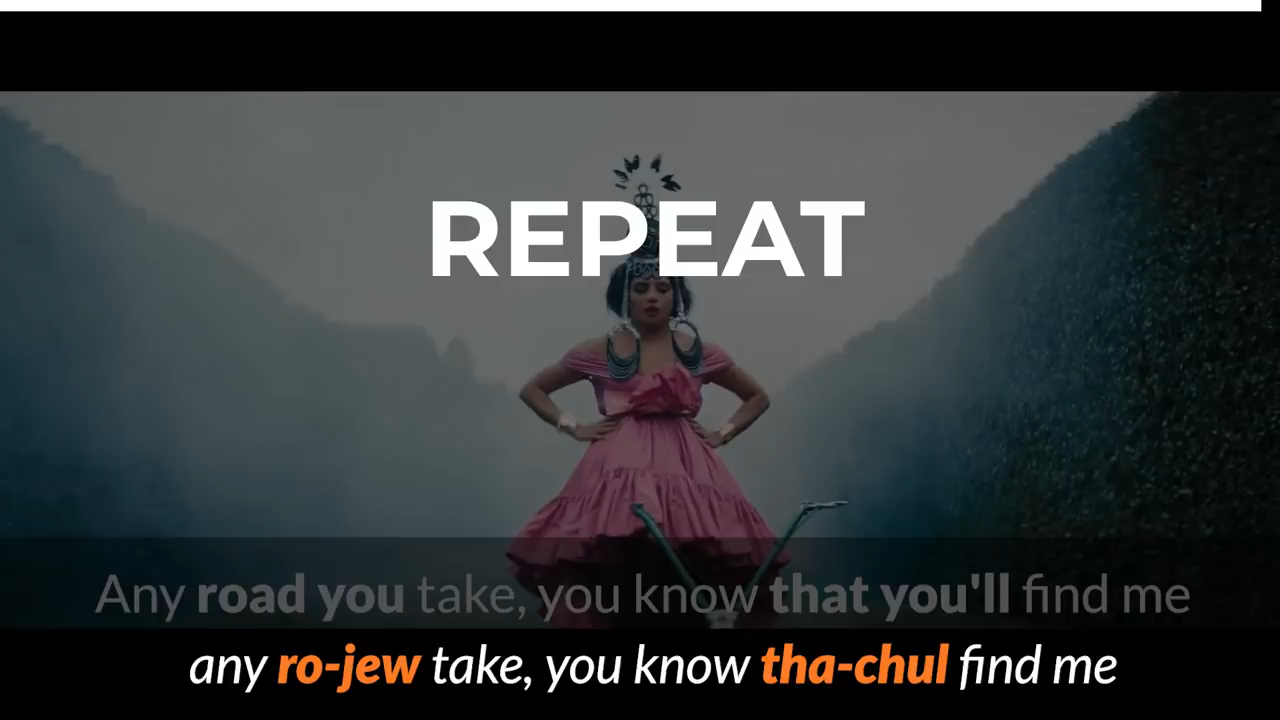 REPEAT
Any road you take, you know that you'll find me
any ro-jew take, you know tha-chul find me